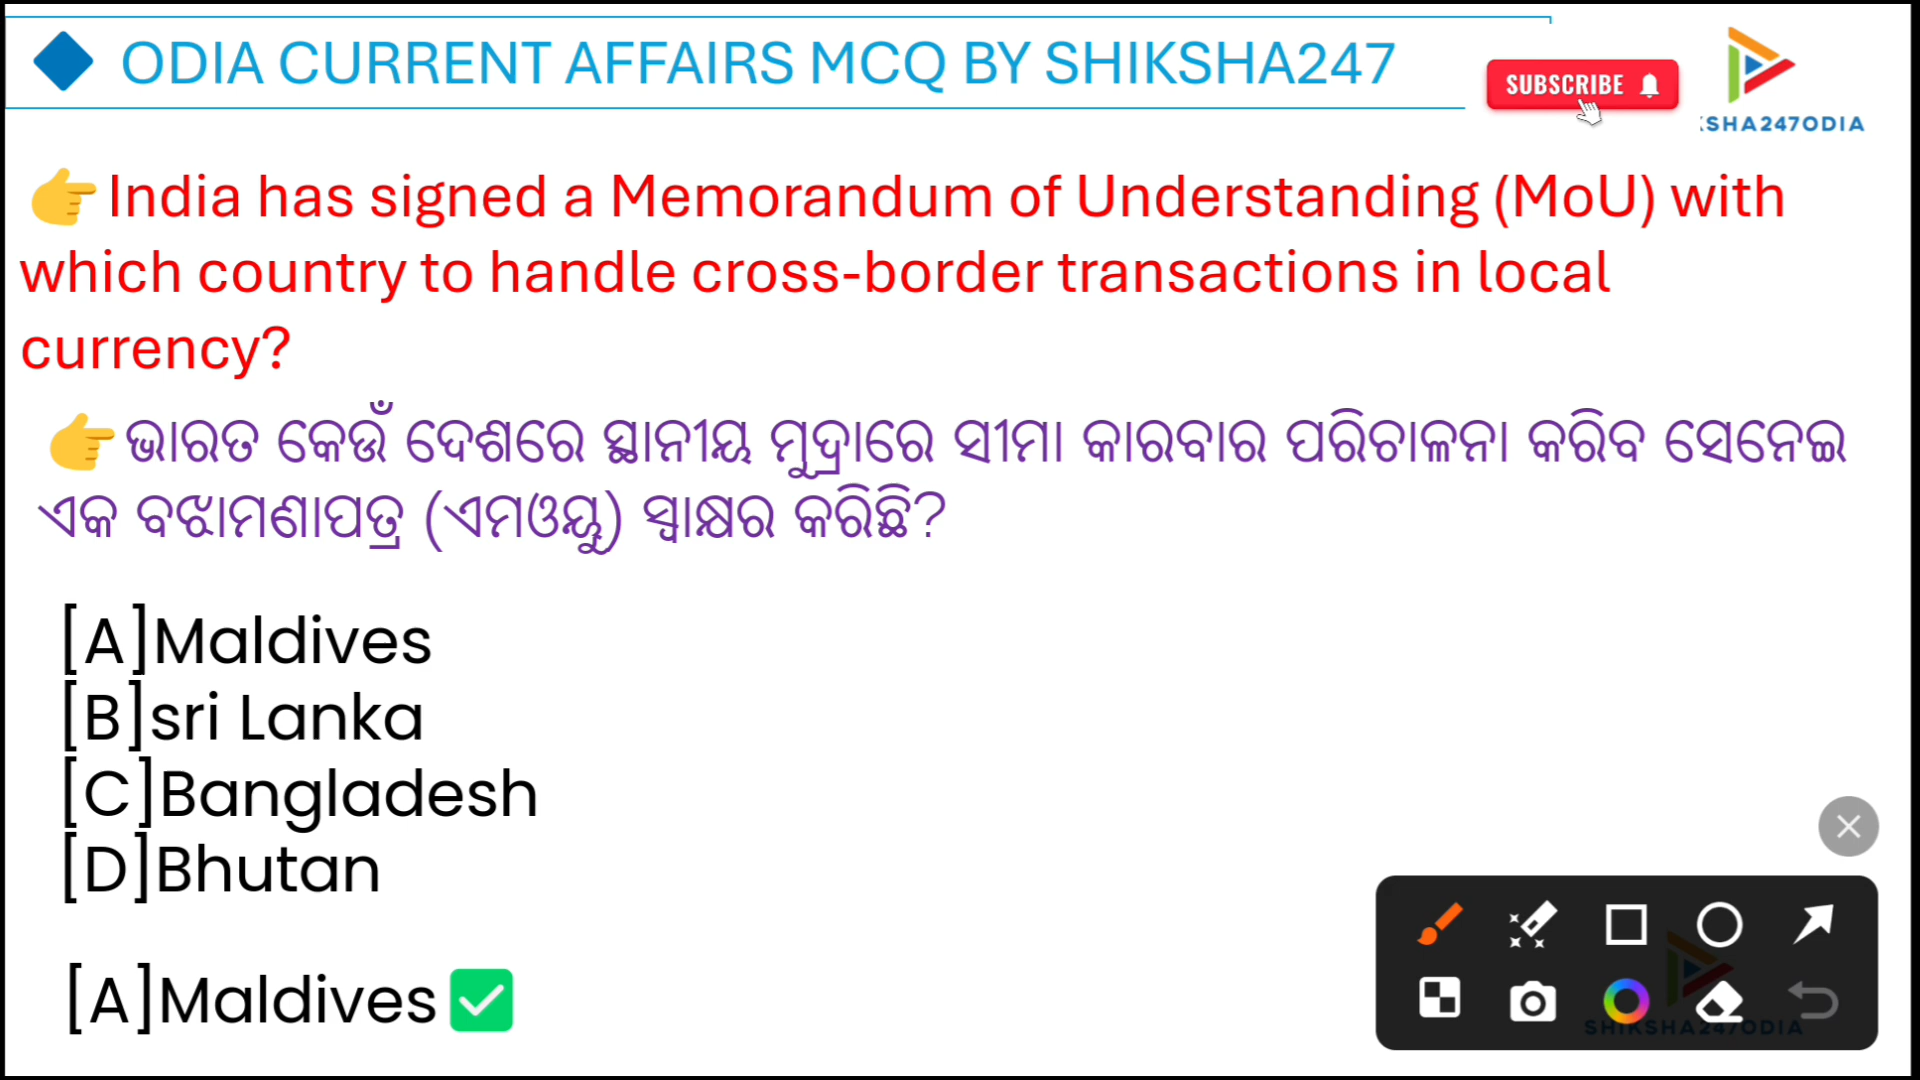 ODIA CURRENT AFFAIRS MCQ BY SHIKSHA247
SUBSCRIBE
SHA247ODIA
India has signed a Memorandum of Understanding (MoU) with
which country to handle cross-border transactions in local
currency?
ଭାରତ କେଉଁ ଦେଶରେ ସ୍ଥାନୀୟ ମୁଦ୍ରାରେ ସୀମା କାରବାର ପରିଚାଳନା କରିବ ସେନେଇ
ଏକ ବଝାମଣାପତ୍ର (ଏମଓୟୁ) ସ୍ୱାକ୍ଷର କରିଛି?
[A]Maldives
[B]sri Lanka
[C]Bangladesh
[D]Bhutan
[A]Maldives
SHIKSHA247ODIA